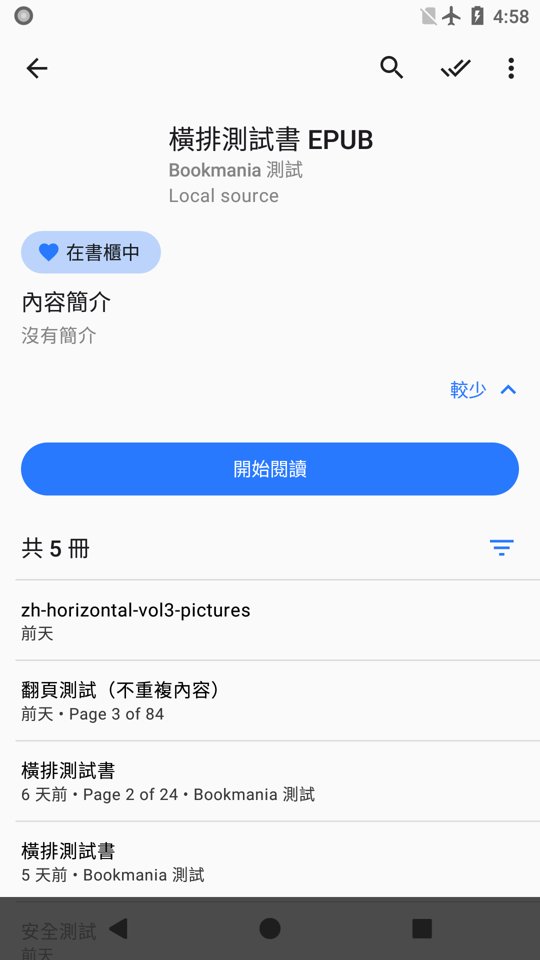 4:58
橫排測試書 EPUB
Bookmania 測試
Local source
在書櫃中
內容簡介
沒有簡介
較少
開始閱讀
共 5 冊
zh-horizontal-vol3-pictures
前天
翻頁測試（不重複內容）
前天 • Page 3 of 84
橫排測試書
6 天前 • Page 2 of 24 • Bookmania 測試
橫排測試書
5 天前 • Bookmania 測試
安全測試
前天